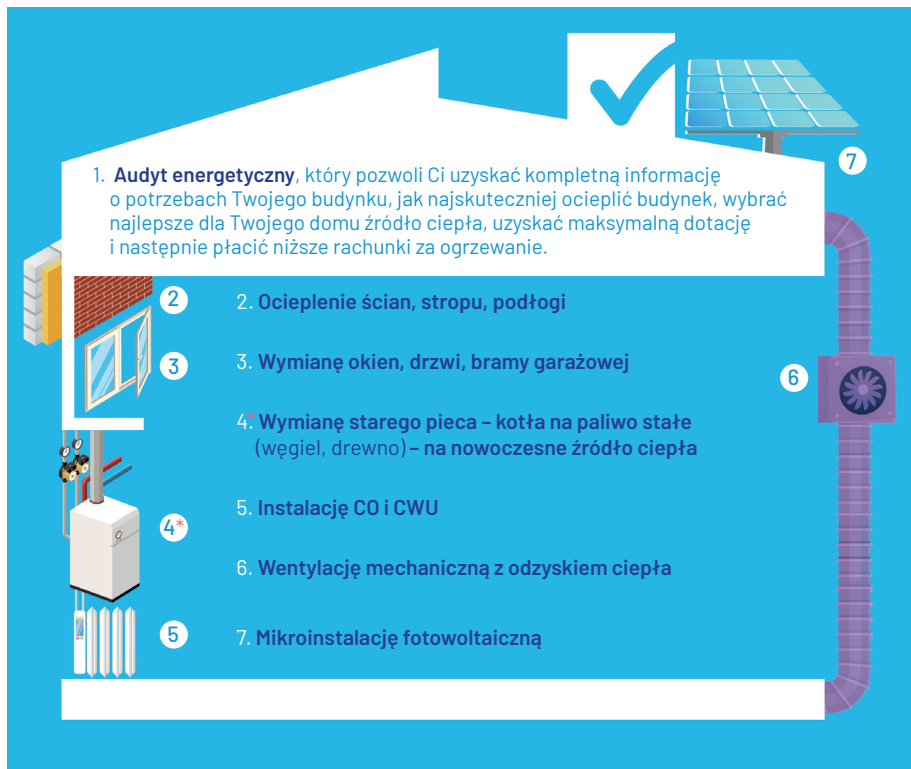 7
1. Audyt energetyczny, który pozwoli Ci uzyskać kompletną informację
o potrzebach Twojego budynku, jak najskuteczniej ocieplić budynek, wybrać
najlepsze dla Twojego domu źródło ciepła, uzyskać maksymalną dotację
i następnie płacić niższe rachunki za ogrzewanie.
2
2. Ocieplenie ścian, stropu, podłogi
3
3. Wymianę okien, drzwi, bramy garażowej
6
4.* Wymianę starego pieca – kotła na paliwo stałe
(węgiel, drewno) – na nowoczesne źródło ciepła
4*
5. Instalację CO i CWU
6. Wentylację mechaniczną z odzyskiem ciepła
5
7. Mikroinstalację fotowoltaiczną